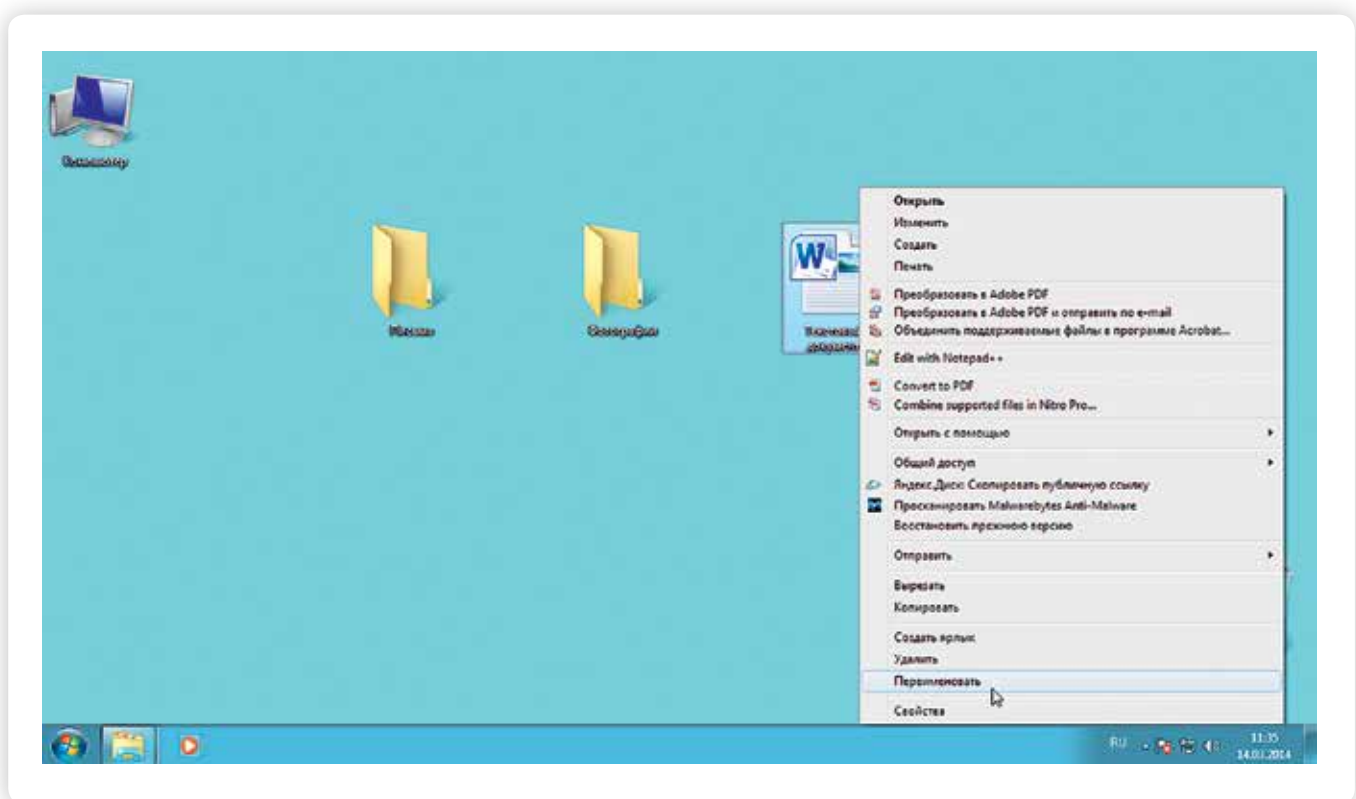 Компьютер
География
Открыть
Изменить
Создать
Печать
Преобразовать в Adobe PDF
Преобразовать в Adobe PDF и отправить по e-mail
Объединить поддерживаемые файлы в программе Acrobat...
Edit with Notepad++
Convert to PDF
Combine supported files in Nitro Pro...
Открыть с помощью
Общий доступ
Яндекс.Диск: Скопировать публичную ссылку
Просканировать Malwarebytes Anti-Malware
Восстановить прежнюю версию
Отправить
Вырезать
Копировать
Создать ярлык
Удалить
Переименовать
Свойства
RU
11:35